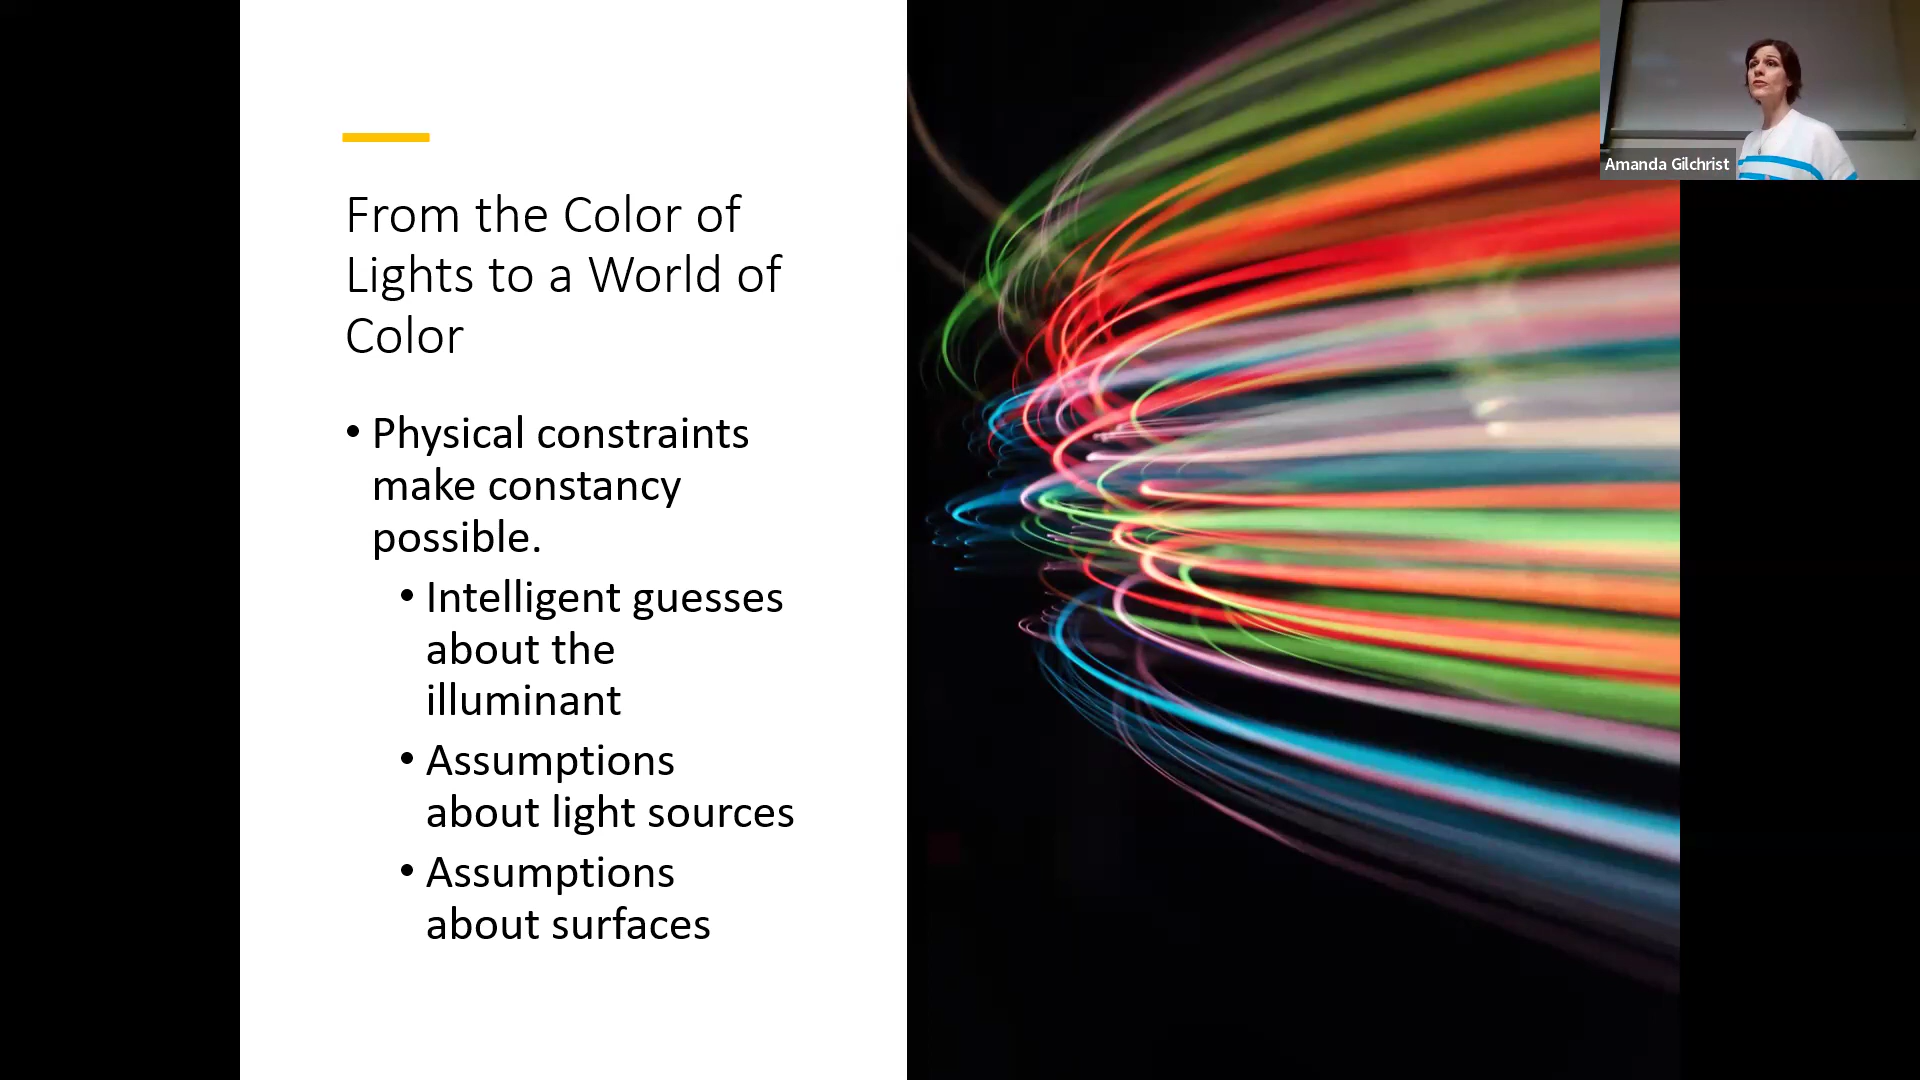 From the Color of
Lights to a World of
Color
• Physical constraints
make constancy
possible.
• Intelligent guesses
about the
illuminant
• Assumptions
about light sources
• Assumptions
about surfaces
Amanda Gilchrist